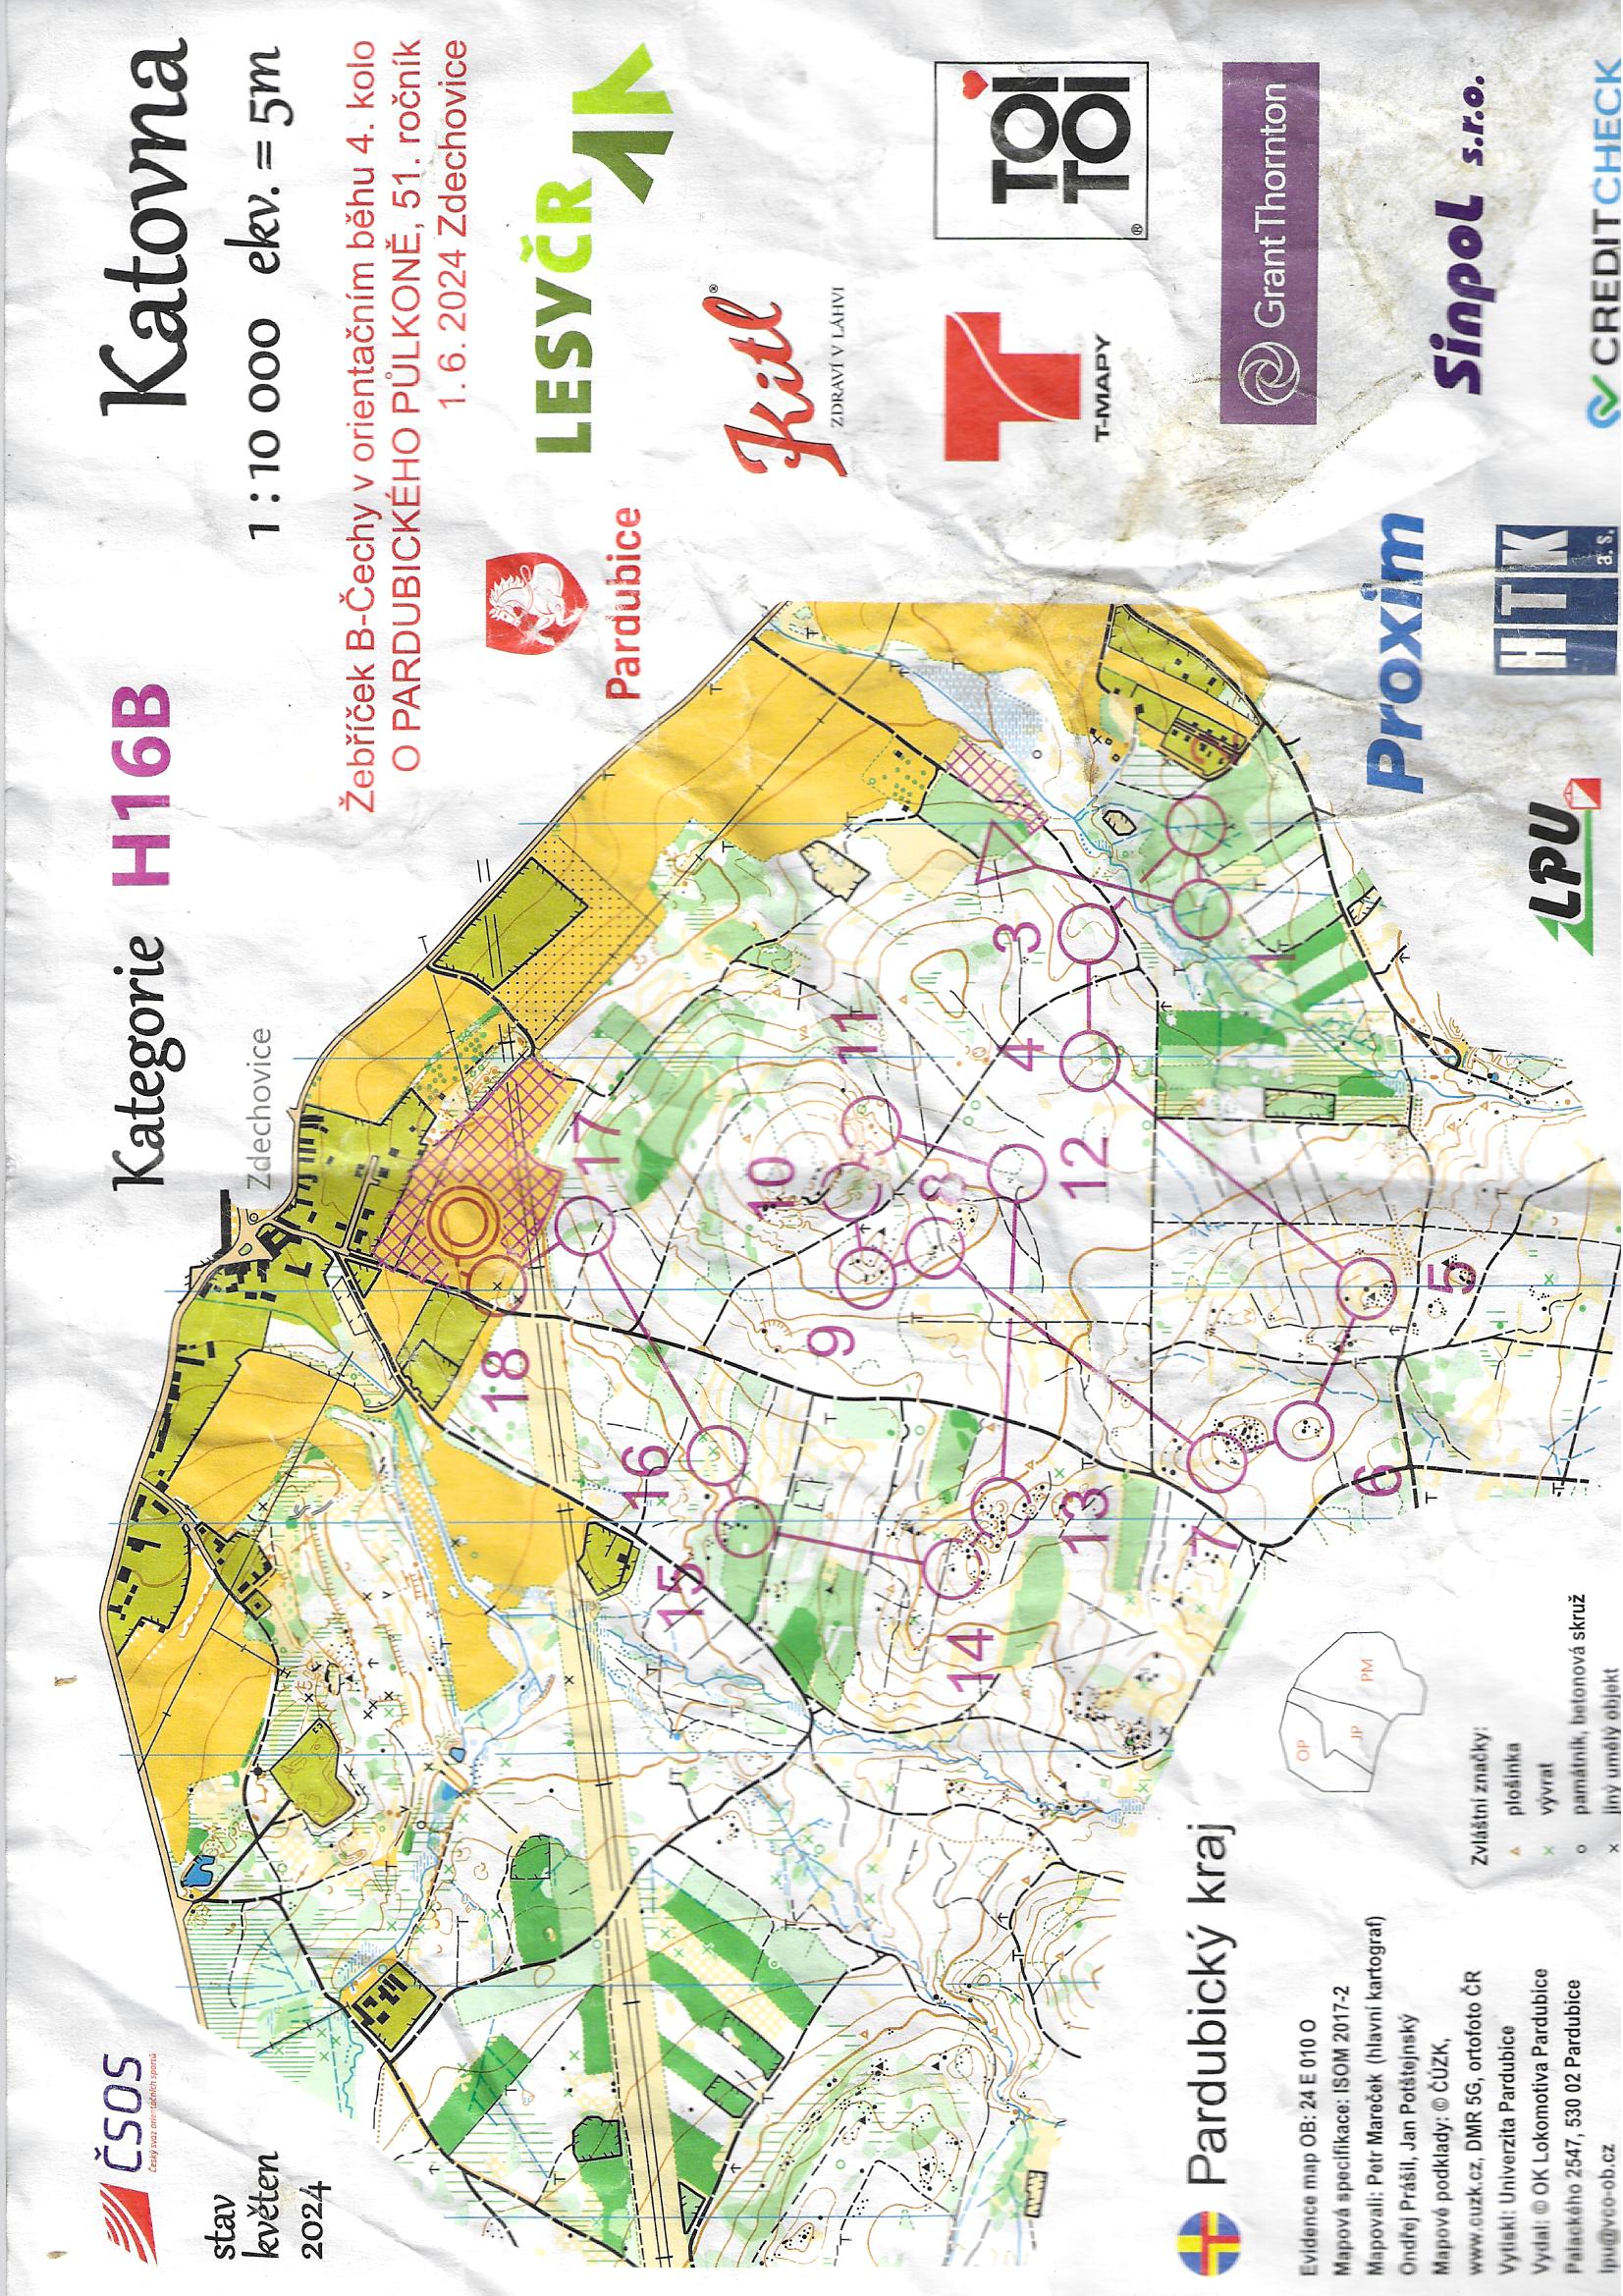 ČSOS
Český svaz orientačních sportů
stav
květen
2024
Kategorie H16B
Katovna
1 : 10 000 ekv. = 5m
Zdechovice
Žebříček B-Čechy v orientačním běhu 4. kolo
O PARDUBICKÉHO PŮLKONĚ, 51. ročník
1. 6. 2024 Zdechovice
Pardubice
LESY ČR
Kitl®
ZDRAVÍ V LÁHVI
T-MAPY
TOI
TOI
®
Grant Thornton
Proxim
Sinpol s.r.o.
LPU
HTK
a. s.
CREDITCHECK
18
17
16
15
10
9
11
8
14
4
3
13
12
7
2
1
6
5
Pardubický kraj
OP
JP
PM
Evidence map OB: 24 E 010 O
Mapová specifikace: ISOM 2017-2
Mapovali: Petr Mareček (hlavní kartograf)
Ondřej Prášil, Jan Potštejnský
Mapové podklady: © ČÚZK,
www.cuzk.cz, DMR 5G, ortofoto ČR
Vytiskl: Univerzita Pardubice
Vydal: © OK Lokomotiva Pardubice
Palackého 2547, 530 02 Pardubice
lpu@vco-ob.cz
Zvláštní značky:
plošinka
vývrat
památník, betonová skruž
jiný umělý objekt